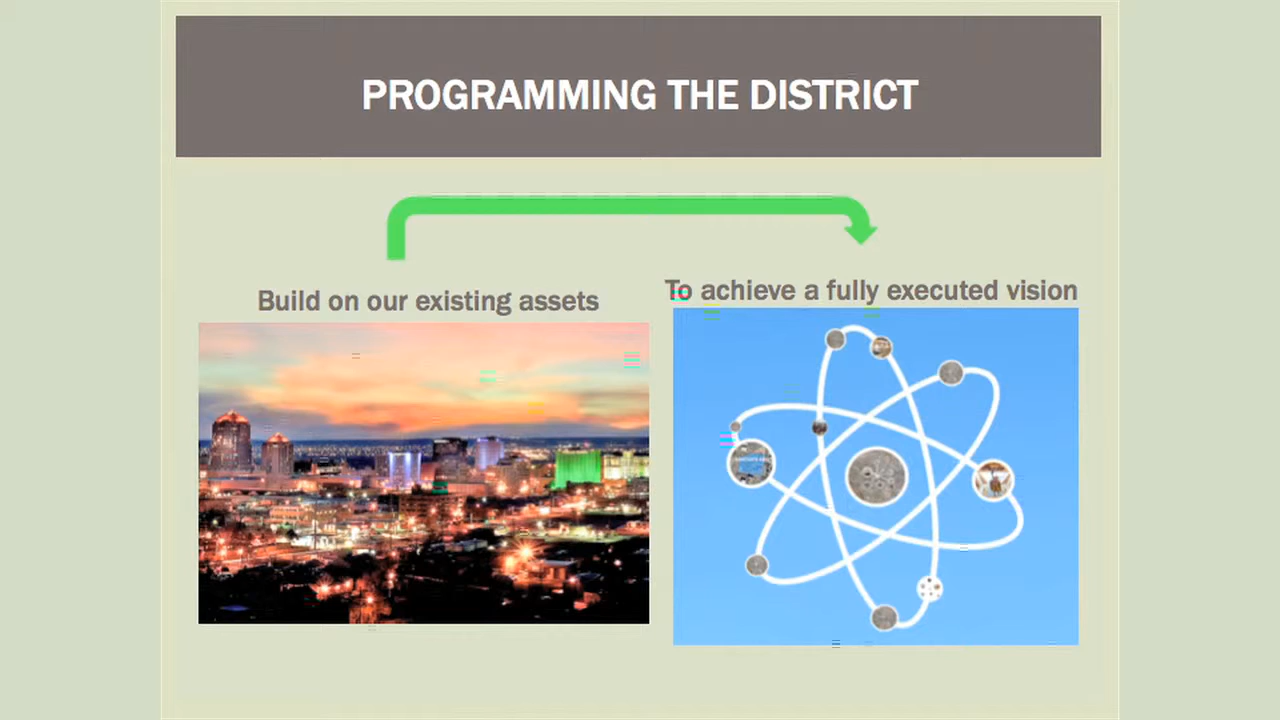 PROGRAMMING THE DISTRICT
Build on our existing assets
To achieve a fully executed vision